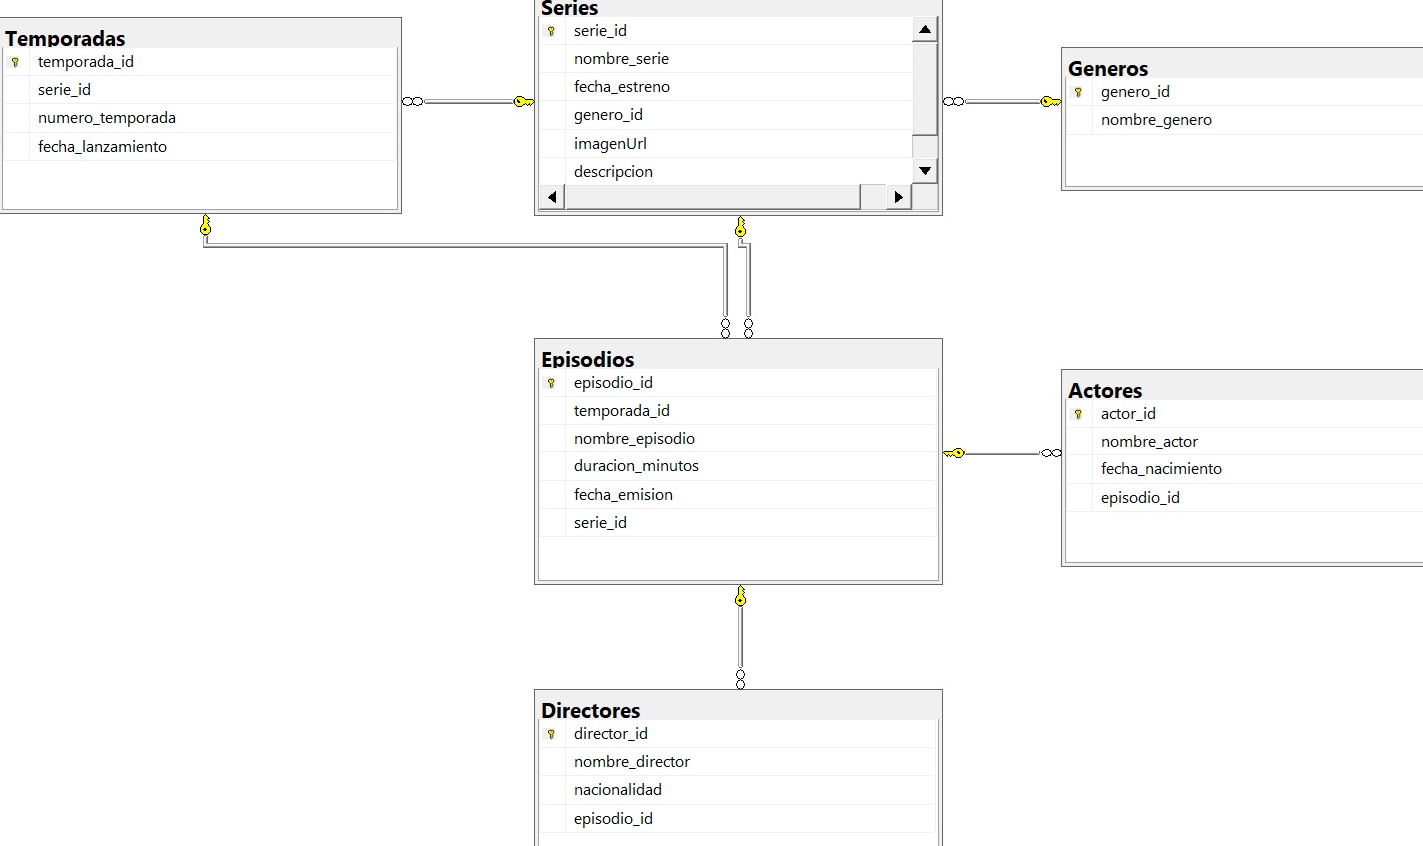 Temporadas
temporada_id
serie_id
numero_temporada
fecha_lanzamiento
Series
serie_id
nombre_serie
fecha_estreno
genero_id
imagenUrl
descripcion
Generos
genero_id
nombre_genero
Episodios
episodio_id
temporada_id
nombre_episodio
duracion_minutos
fecha_emision
serie_id
Actores
actor_id
nombre_actor
fecha_nacimiento
episodio_id
Directores
director_id
nombre_director
nacionalidad
episodio_id